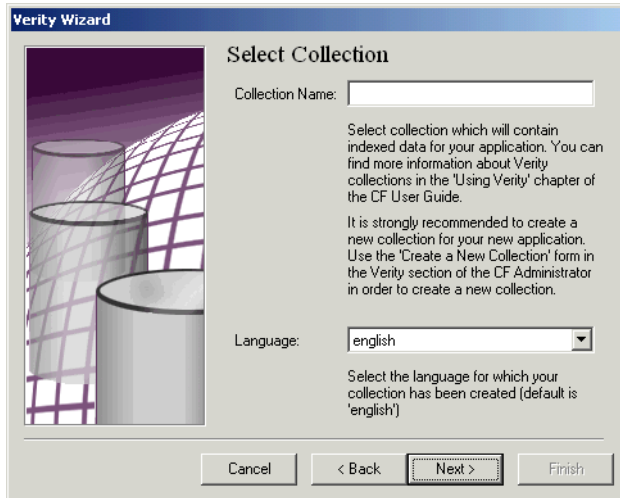 Verity Wizard
Select Collection
Collection Name:
Select collection which will contain
indexed data for your application. You can
find more information about Verity
collections in the 'Using Verity' chapter of
the CF User Guide.
It is strongly recommended to create a
new collection for your new application.
Use the 'Create a New Collection' form in
the Verity section of the CF Administrator
in order to create a new collection.
Language:
english
Select the language for which your
collection has been created (default is
'english')
Cancel
< Back
Next >
Finish